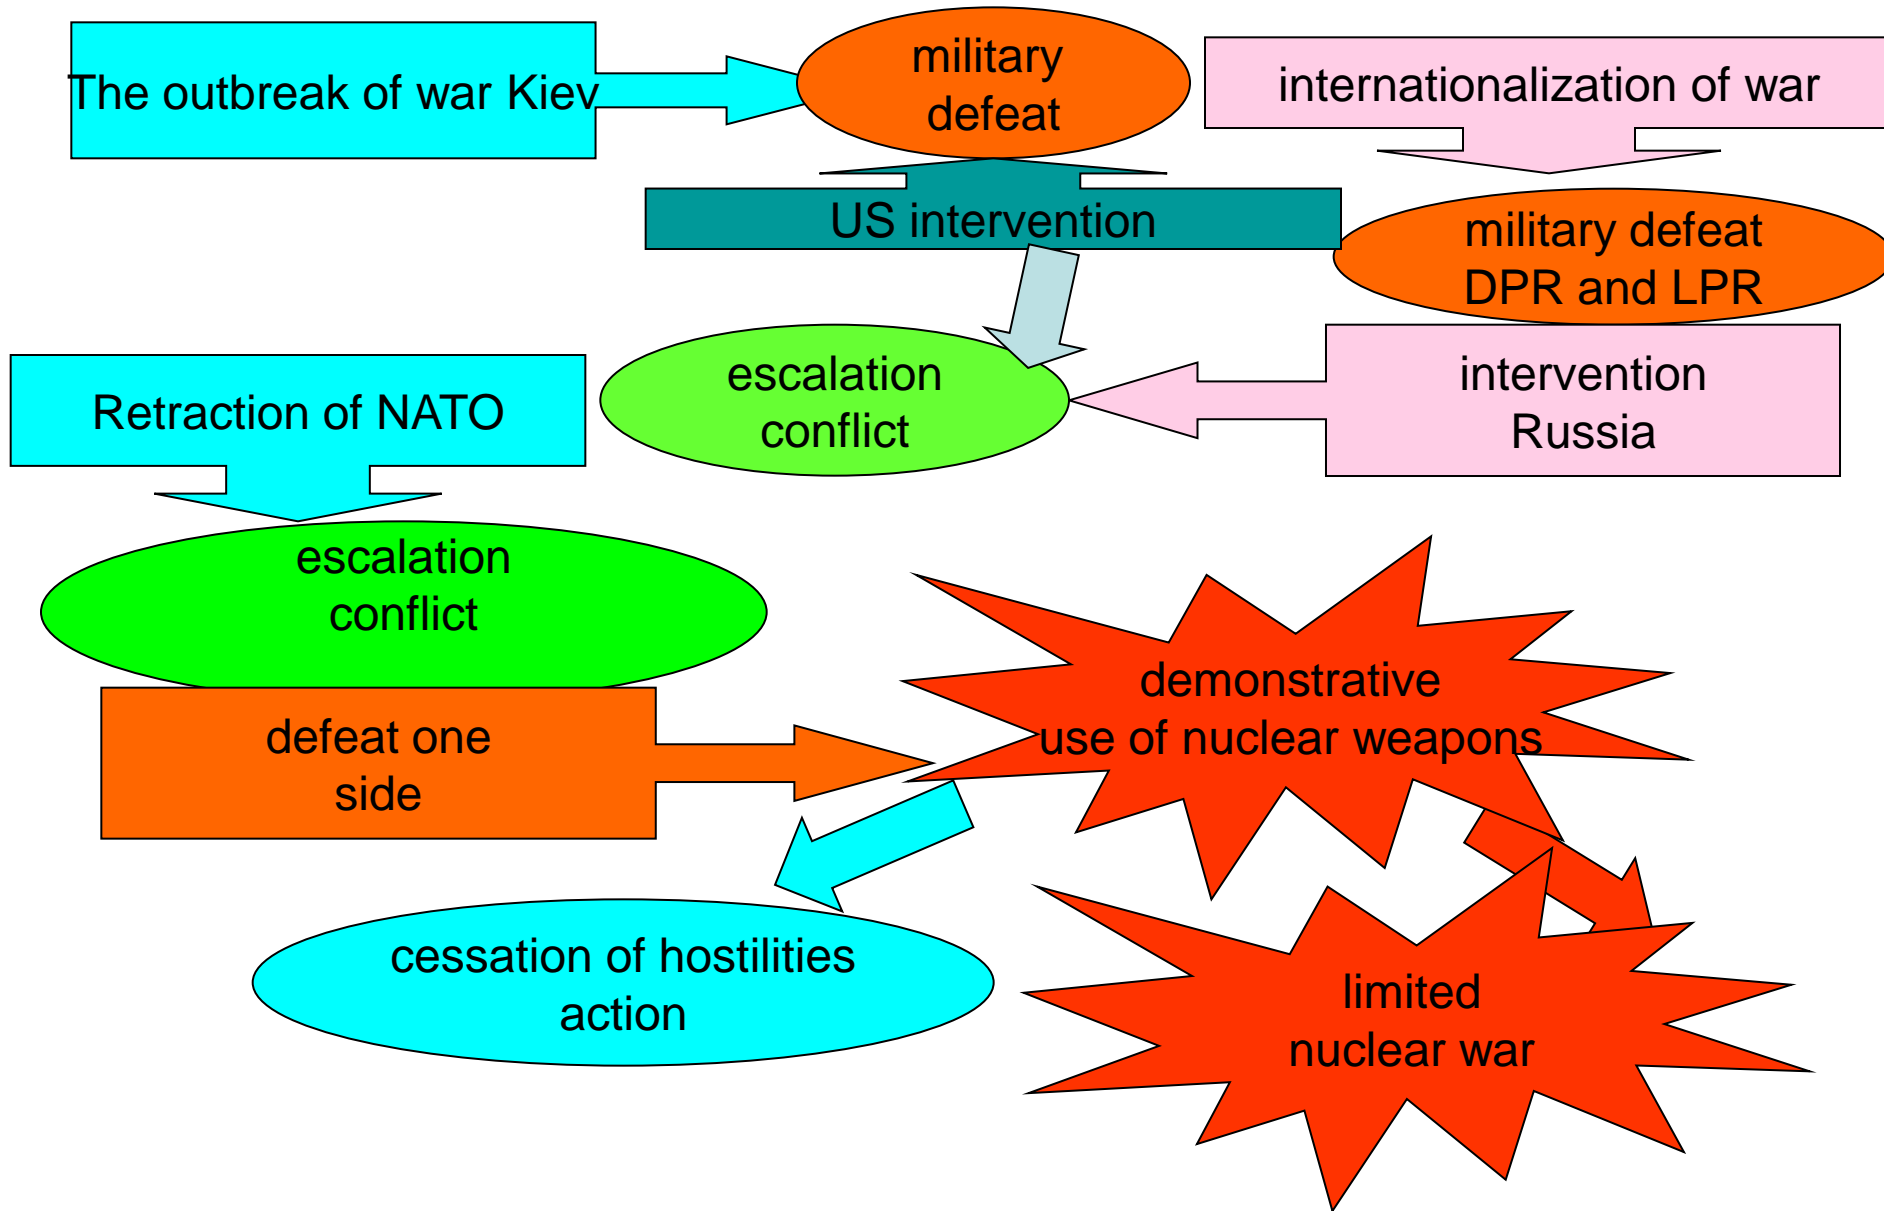 The outbreak of war Kiev
military
defeat
internationalization of war
US intervention
military defeat
DPR and LPR
escalation
conflict
intervention
Russia
Retraction of NATO
escalation
conflict
demonstrative
use of nuclear weapons
defeat one
side
cessation of hostilities
action
limited
nuclear war